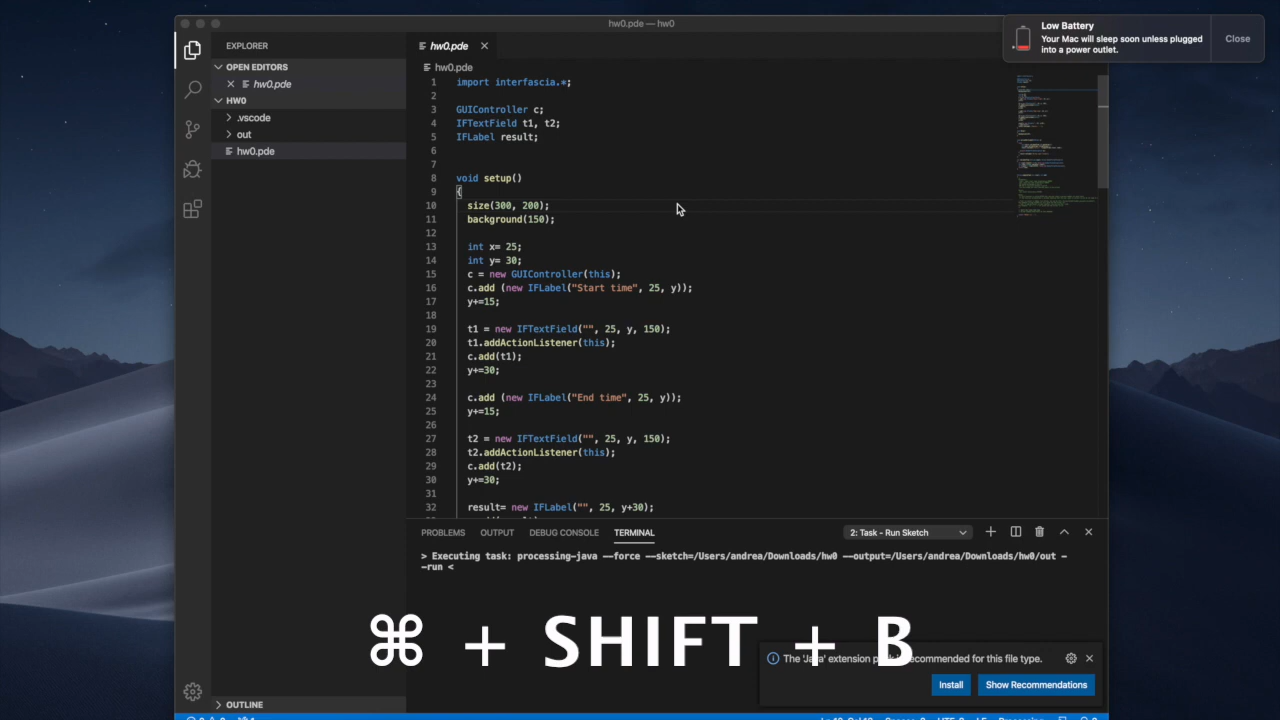 hw0.pde — hw0
Low Battery
Your Mac will sleep soon unless plugged
into a power outlet.
Close
EXPLORER
OPEN EDITORS
hw0.pde
HW0
.vscode
out
hw0.pde
OUTLINE
hw0.pde
hw0.pde
1 import interfascia.*;
2
3 GUIController c;
4 IFTextField t1, t2;
5 IFLabel result;
6
7
8 void setup()
9 {
10 size(300, 200);
11 background(150);
12
13 int x= 25;
14 int y= 30;
15 c = new GUIController(this);
16 c.add (new IFLabel("Start time", 25, y));
17 y+=15;
18
19 t1 = new IFTextField("", 25, y, 150);
20 t1.addActionListener(this);
21 c.add(t1);
22 y+=30;
23
24 c.add (new IFLabel("End time", 25, y));
25 y+=15;
26
27 t2 = new IFTextField("", 25, y, 150);
28 t2.addActionListener(this);
29 c.add(t2);
30 y+=30;
31
32 result= new IFLabel("", 25, y+30);
PROBLEMS OUTPUT DEBUG CONSOLE TERMINAL
2: Task - Run Sketch
> Executing task: processing-java --force --sketch=/Users/andrea/Downloads/hw0 --output=/Users/andrea/Downloads/hw0/out -
-run <
⌘ + SHIFT + B
The 'Java' extension is recommended for this file type.
Install
Show Recommendations